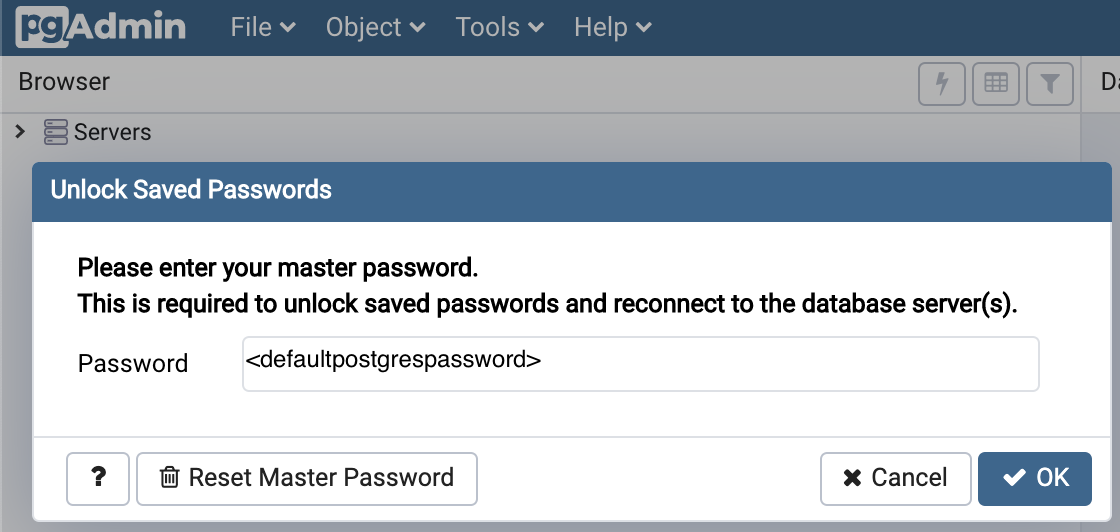 pgAdmin File Object Tools Help
Browser
Servers
Unlock Saved Passwords
Please enter your master password.
This is required to unlock saved passwords and reconnect to the database server(s).
Password <defaultpostgrespassword>
? Reset Master Password Cancel OK